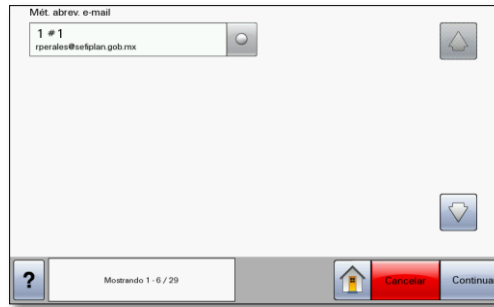 Mét. abrev. e-mail
1 #1
rperales@sefiplan.gob.mx
?
Mostrando 1 - 6 / 29
Cancelar
Continua